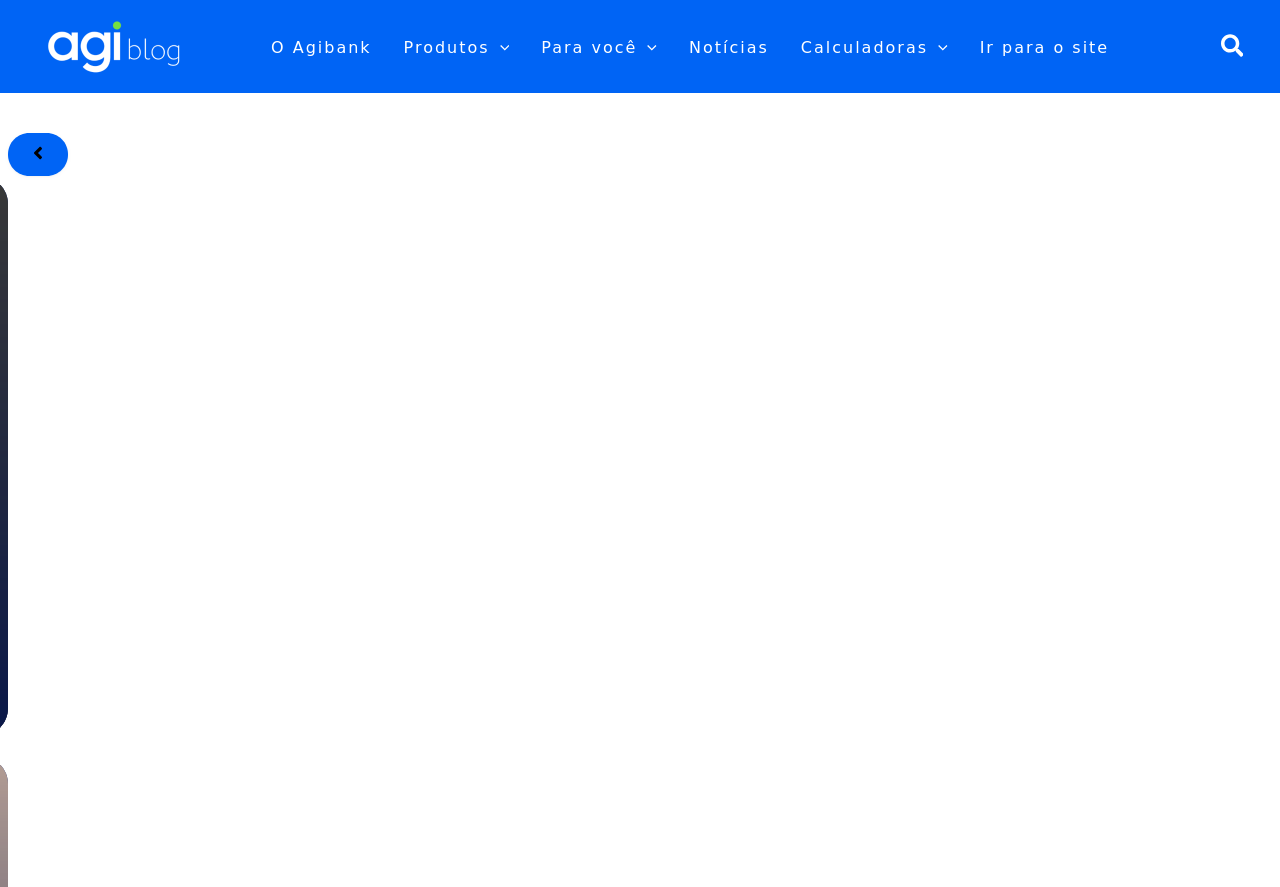 agi blog
O Agibank
Produtos
Para você
Notícias
Calculadoras
Ir para o site